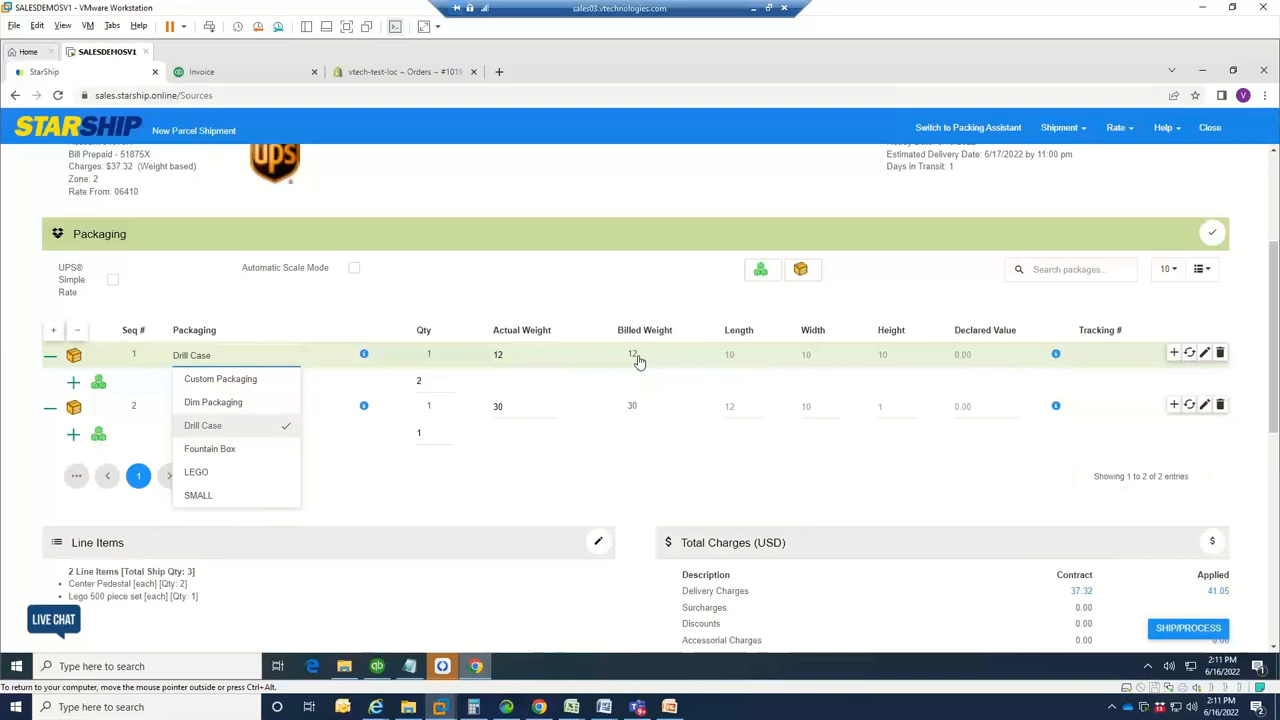 SALESDEMOSV1 - VMware Workstation
sales03.vtechnologies.com
File Edit View VM Tabs Help
Home SALESDEMOSV1
StarShip Invoice vtech-test-loc ~ Orders ~ #1019
sales.starship.online/Sources
STARSHIP New Parcel Shipment Switch to Packing Assistant Shipment Rate Help Close
Bill Prepaid - 51875X
Charges: $37.32 (Weight based)
Zone: 2
Rate From: 06410
ups
Estimated Delivery Date: 6/17/2022 by 11:00 pm
Days in Transit: 1
Packaging
UPS®
Simple
Rate
Automatic Scale Mode
Search packages...
10
Seq # Packaging Qty Actual Weight Billed Weight Length Width Height Declared Value Tracking #
1 Drill Case 1 12 12 10 10 10 0.00
Custom Packaging 2
Dim Packaging
2 1 30 30 12 10 1 0.00
Drill Case
1
Fountain Box
LEGO
SMALL
1
Showing 1 to 2 of 2 entries
Line Items
2 Line Items [Total Ship Qty: 3]
Center Pedestal [each] [Qty: 2]
Lego 500 piece set [each] [Qty: 1]
$ Total Charges (USD) $
Description Contract Applied
Delivery Charges 37.32 41.05
Surcharges 0.00 0.00
Discounts 0.00 0.00
Accessorial Charges 0.00
SHIP/PROCESS
LIVE CHAT
Type here to search
2:11 PM
6/16/2022
To return to your computer, move the mouse pointer outside or press Ctrl+Alt.
Type here to search
2:11 PM
6/16/2022